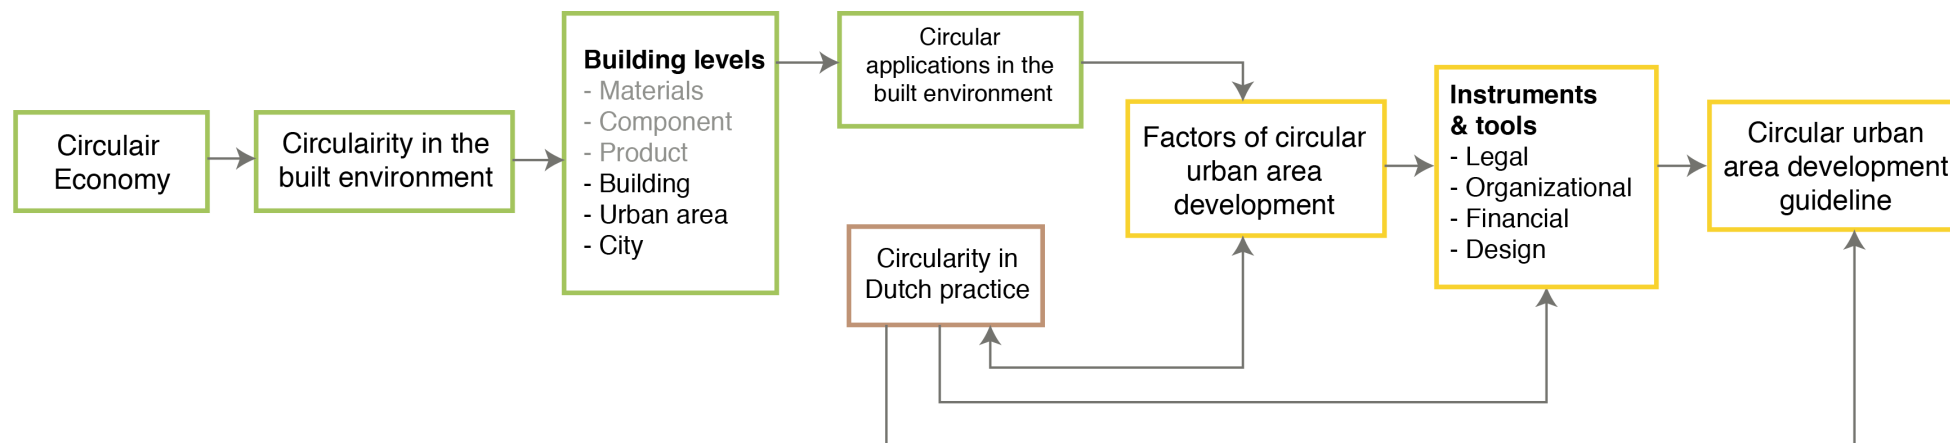 Circulair
Economy
Circulairity in the
built environment
Building levels
- Materials
- Component
- Product
- Building
- Urban area
- City
Circular
applications in the
built environment
Circularity in
Dutch practice
Factors of circular
urban area
development
Instruments
& tools
- Legal
- Organizational
- Financial
- Design
Circular urban
area development
guideline